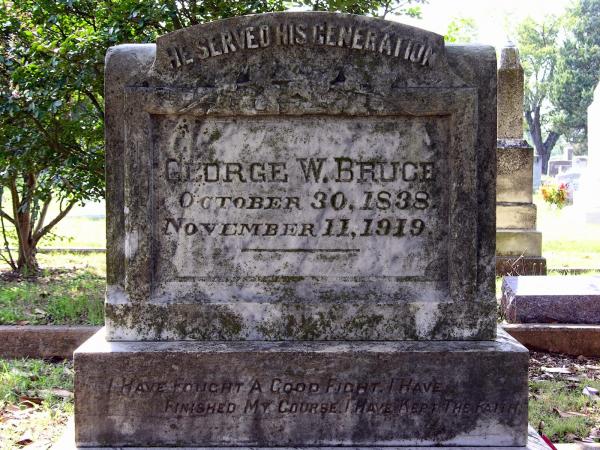 HE SERVED HIS GENERATION
GEORGE W. BRUCE
OCTOBER 30, 1838.
NOVEMBER 11, 1919.
I HAVE FOUGHT A GOOD FIGHT, I HAVE
FINISHED MY COURSE, I HAVE KEPT THE FAITH.